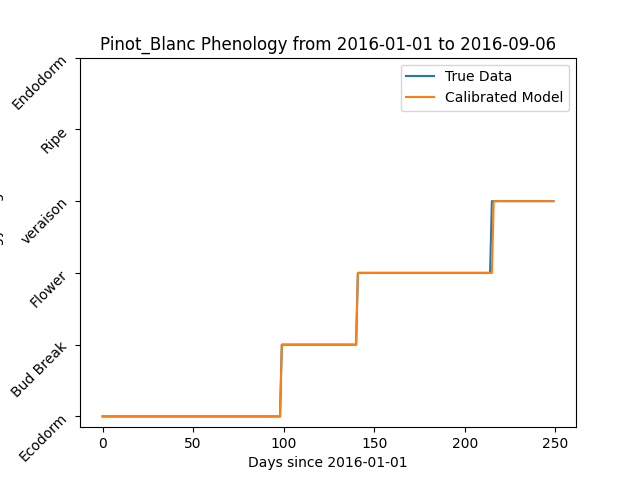 Pinot_Blanc Phenology from 2016-01-01 to 2016-09-06
True Data
Calibrated Model
Endodorm
Ripe
veraison
Flower
Bud Break
Ecodorm
0 50 100 150 200 250
Days since 2016-01-01